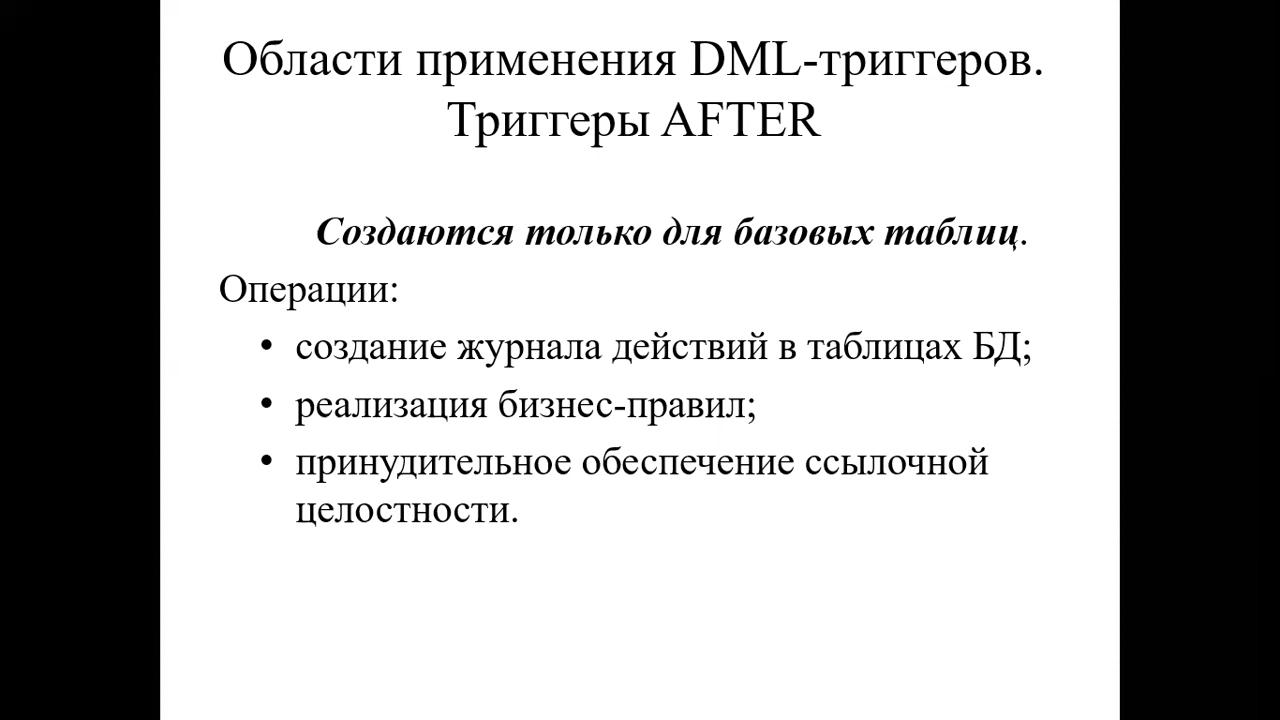 Области применения DML-триггеров.
Триггеры AFTER
Создаются только для базовых таблиц.
Операции:
• создание журнала действий в таблицах БД;
• реализация бизнес-правил;
• принудительное обеспечение ссылочной
целостности.